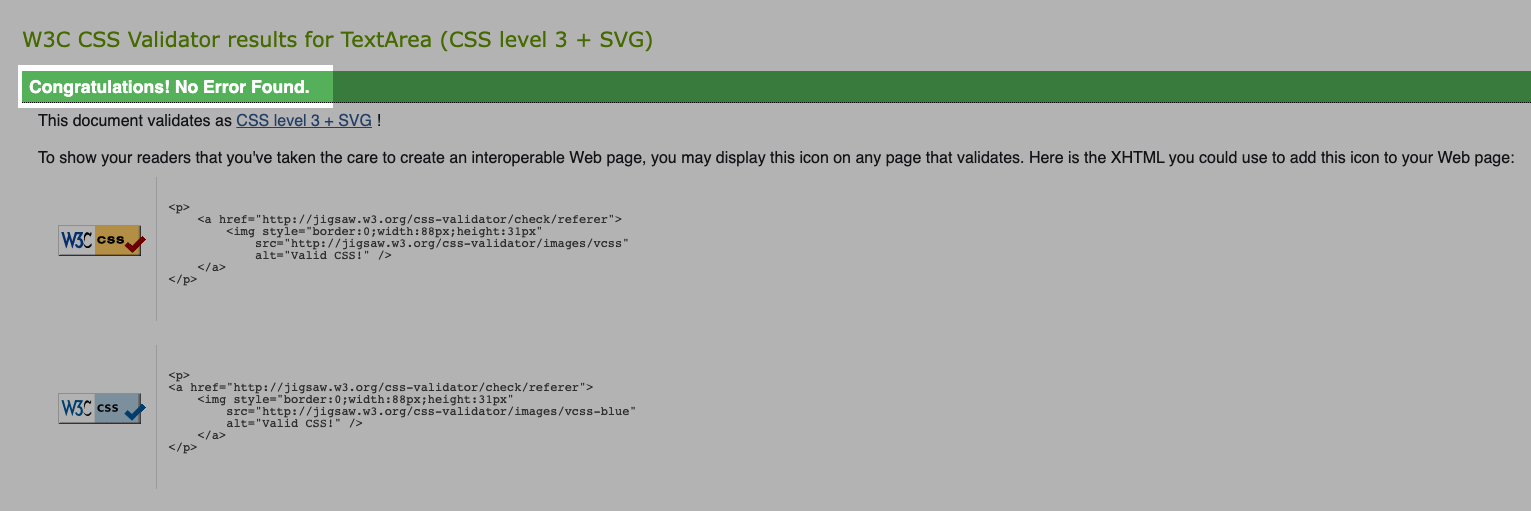 W3C CSS Validator results for TextArea (CSS level 3 + SVG)
Congratulations! No Error Found.
This document validates as CSS level 3 + SVG !
To show your readers that you've taken the care to create an interoperable Web page, you may display this icon on any page that validates. Here is the XHTML you could use to add this icon to your Web page:
W3C css
<p>
    <a href="http://jigsaw.w3.org/css-validator/check/referer">
        <img style="border:0;width:88px;height:31px"
            src="http://jigsaw.w3.org/css-validator/images/vcss"
            alt="Valid CSS!" />
    </a>
</p>
W3C css
<p>
<a href="http://jigsaw.w3.org/css-validator/check/referer">
    <img style="border:0;width:88px;height:31px"
        src="http://jigsaw.w3.org/css-validator/images/vcss-blue"
        alt="Valid CSS!" />
    </a>
</p>